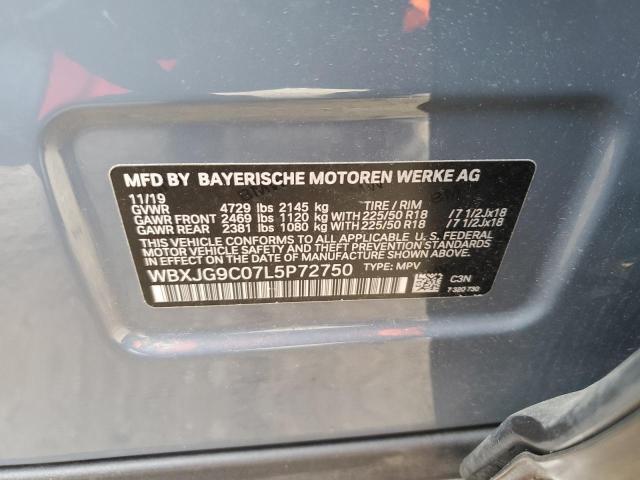 MFD BY BAYERISCHE MOTOREN WERKE AG
11/19
GVWR 4729 lbs 2145 kg TIRE / RIM
GAWR FRONT 2469 lbs 1120 kg WITH 225/50 R18 /7 1/2Jx18
GAWR REAR 2381 lbs 1080 kg WITH 225/50 R18 /7 1/2Jx18
THIS VEHICLE CONFORMS TO ALL APPLICABLE U.S. FEDERAL
MOTOR VEHICLE SAFETY AND THEFT PREVENTION
STANDARDS IN EFFECT ON THE DATE OF
MANUFACTURE SHOWN ABOVE.
WBXJG9C07L5P72750 TYPE: MPV
C3N
7 320 730